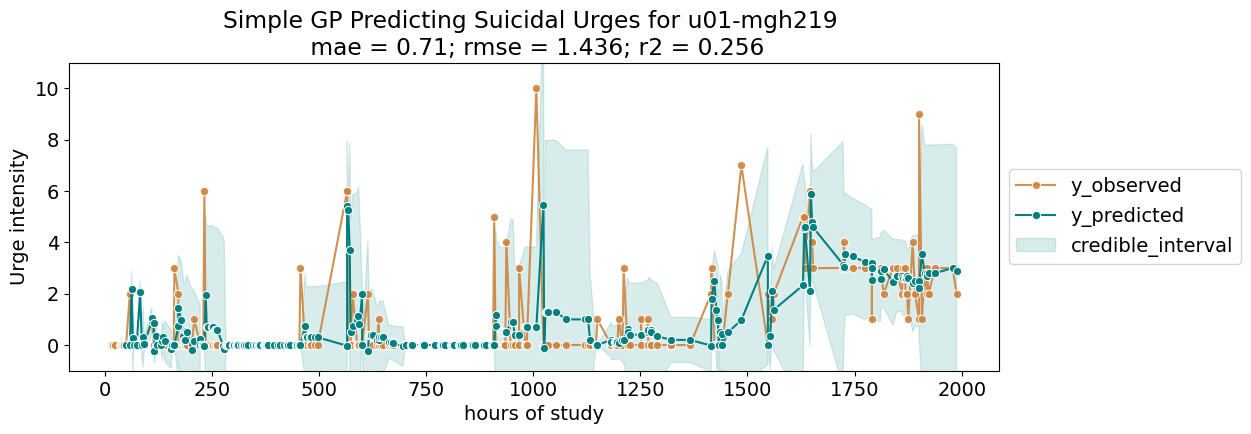 Simple GP Predicting Suicidal Urges for u01-mgh219
mae = 0.71; rmse = 1.436; r2 = 0.256
Urge intensity
10
8
6
4
2
0
0 250 500 750 1000 1250 1500 1750 2000
hours of study
y_observed
y_predicted
credible_interval